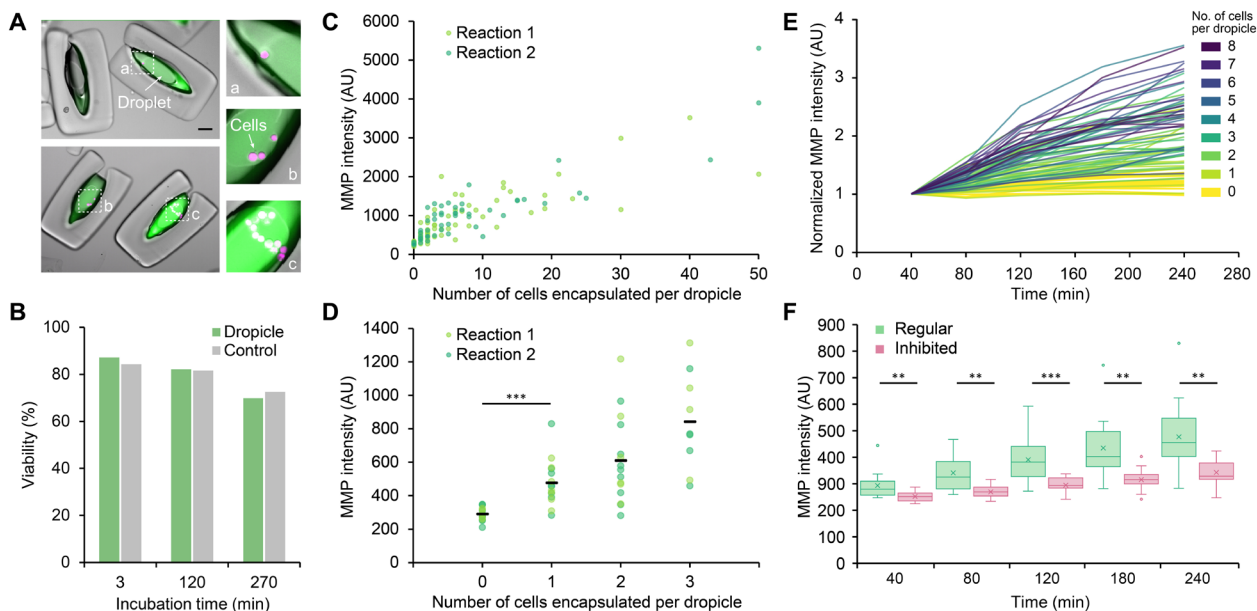 A
a
Droplet
b
c
a
Cells
b
c
B
100
80
60
40
20
0
Viability (%)
Dropicle
Control
3 120 270
Incubation time (min)
C
6000
5000
4000
3000
2000
1000
0
MMP intensity (AU)
Reaction 1
Reaction 2
0 10 20 30 40 50
Number of cells encapsulated per dropicle
D
1400
1200
1000
800
600
400
200
0
MMP intensity (AU)
Reaction 1
Reaction 2
***
0 1 2 3
Number of cells encapsulated per dropicle
E
4
3
2
1
0
Normalized MMP intensity (AU)
0 40 80 120 160 200 240 280
Time (min)
No. of cells
per dropicle
8
7
6
5
4
3
2
1
0
F
900
800
700
600
500
400
900
200
100
0
MMP intensity (AU)
Regular
Inhibited
** ** *** ** **
40 80 120 180 240
Time (min)